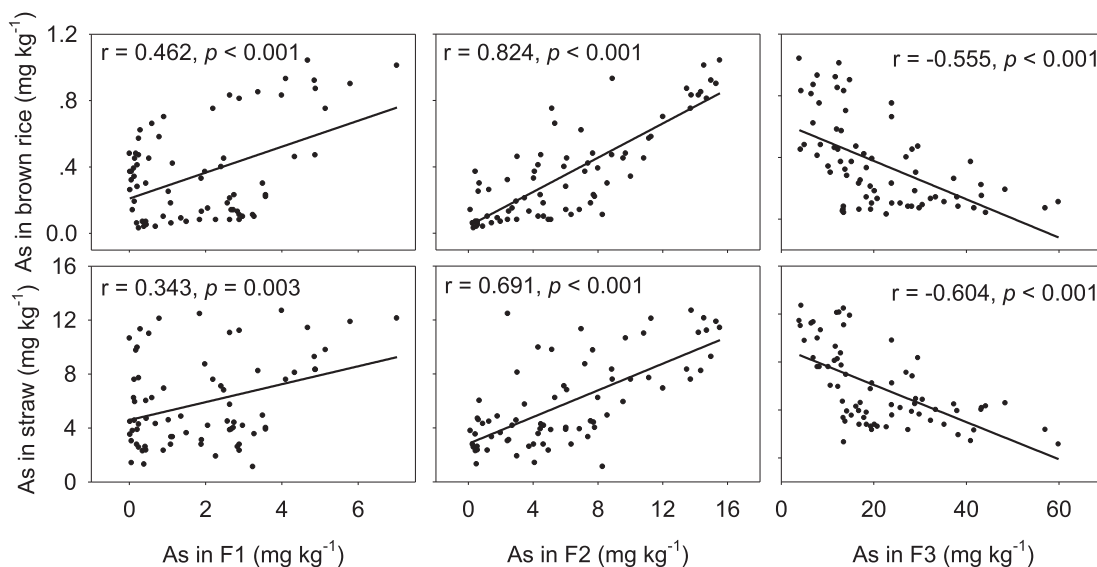 r = 0.462, p < 0.001
r = 0.824, p < 0.001
r = -0.555, p < 0.001
As in brown rice (mg kg⁻¹)
1.2
.8
.4
0.0
r = 0.343, p = 0.003
r = 0.691, p < 0.001
r = -0.604, p < 0.001
As in straw (mg kg⁻¹)
16
12
8
4
0
0 2 4 6
0 4 8 12 16
0 20 40 60
As in F1 (mg kg⁻¹)
As in F2 (mg kg⁻¹)
As in F3 (mg kg⁻¹)